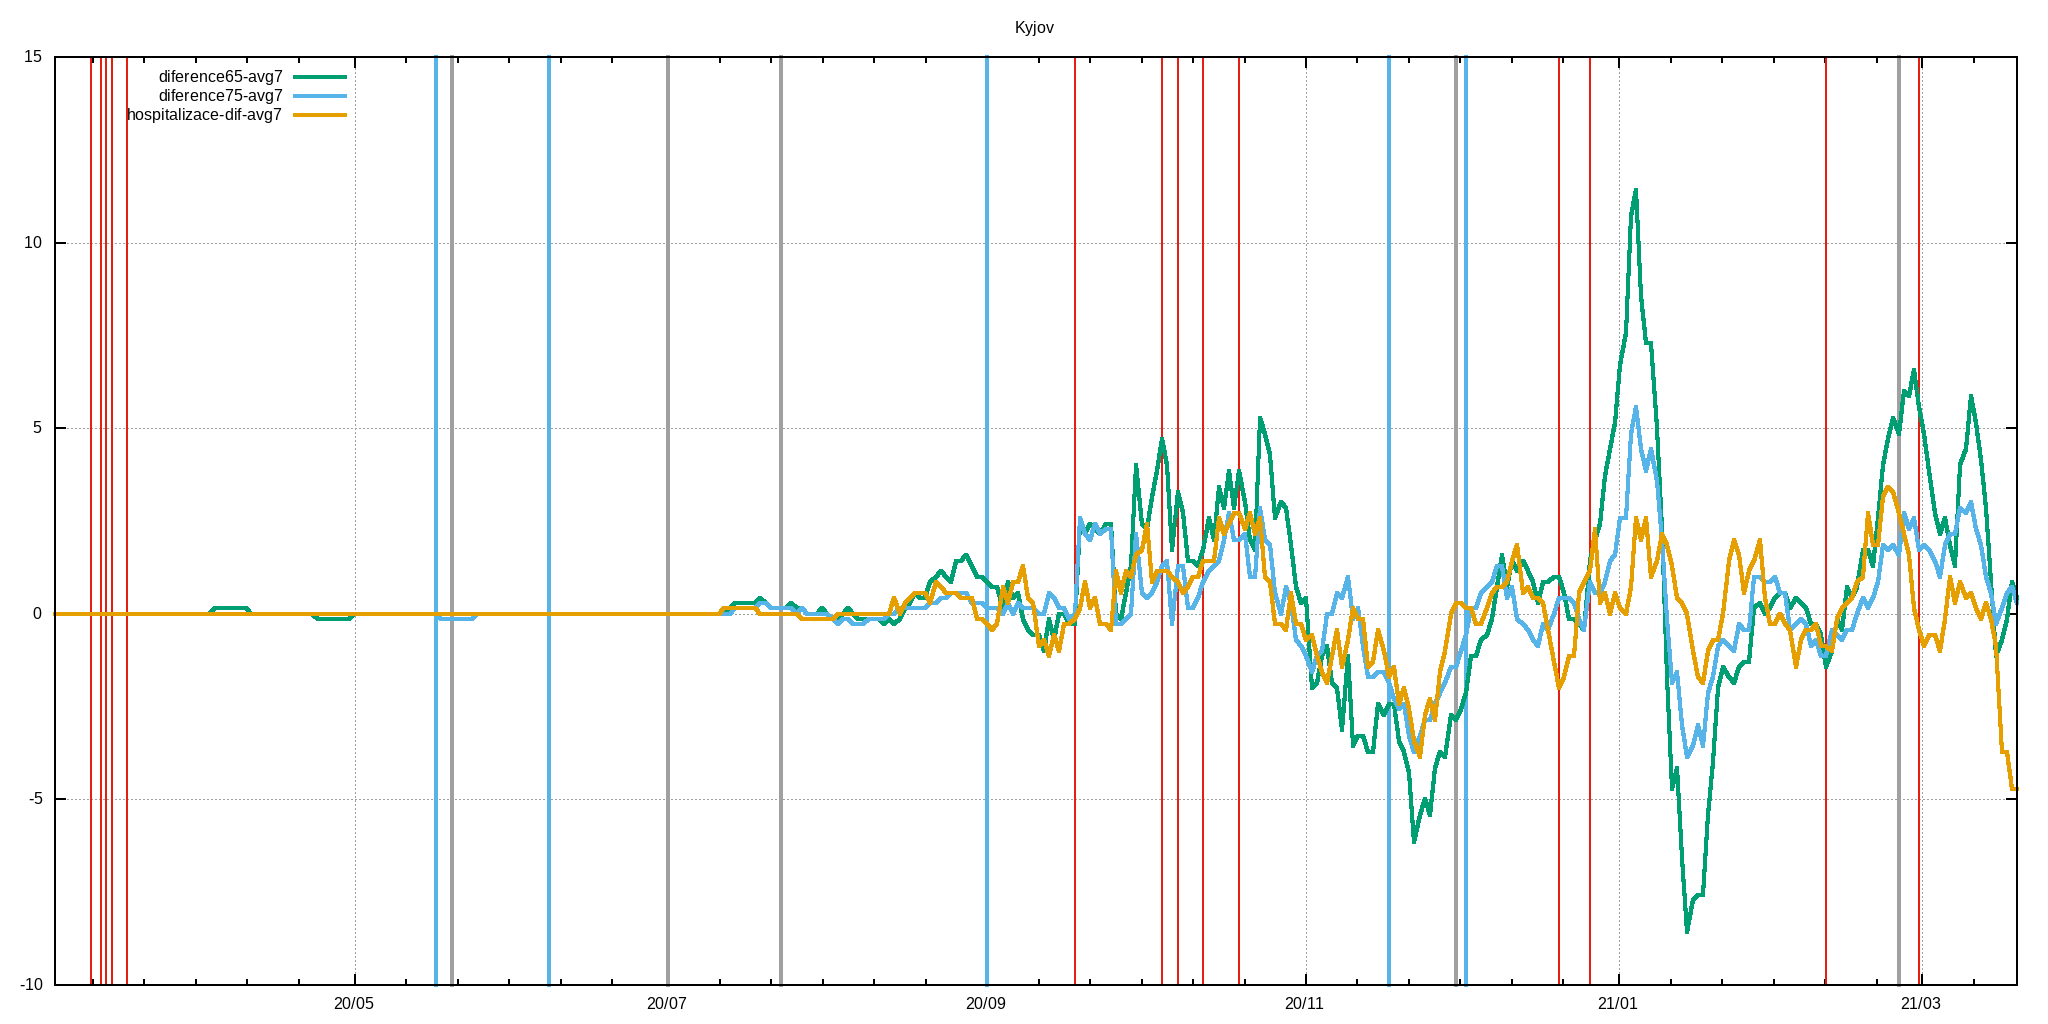 Kyjov
15
diference65-avg7
diference75-avg7
hospitalizace-dif-avg7
10
5
0
-5
-10
20/05 20/07 20/09 20/11 21/01 21/03